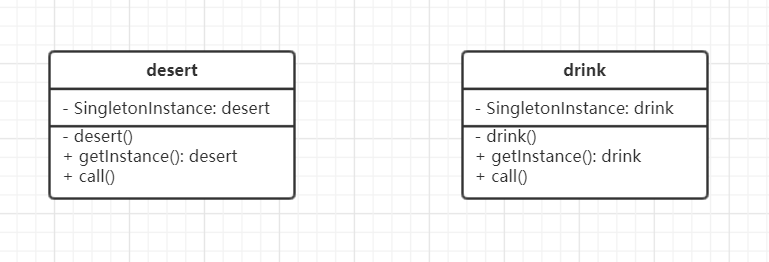 desert
- SingletonInstance: desert
- desert()
+ getInstance(): desert
+ call()
drink
- SingletonInstance: drink
- drink()
+ getInstance(): drink
+ call()